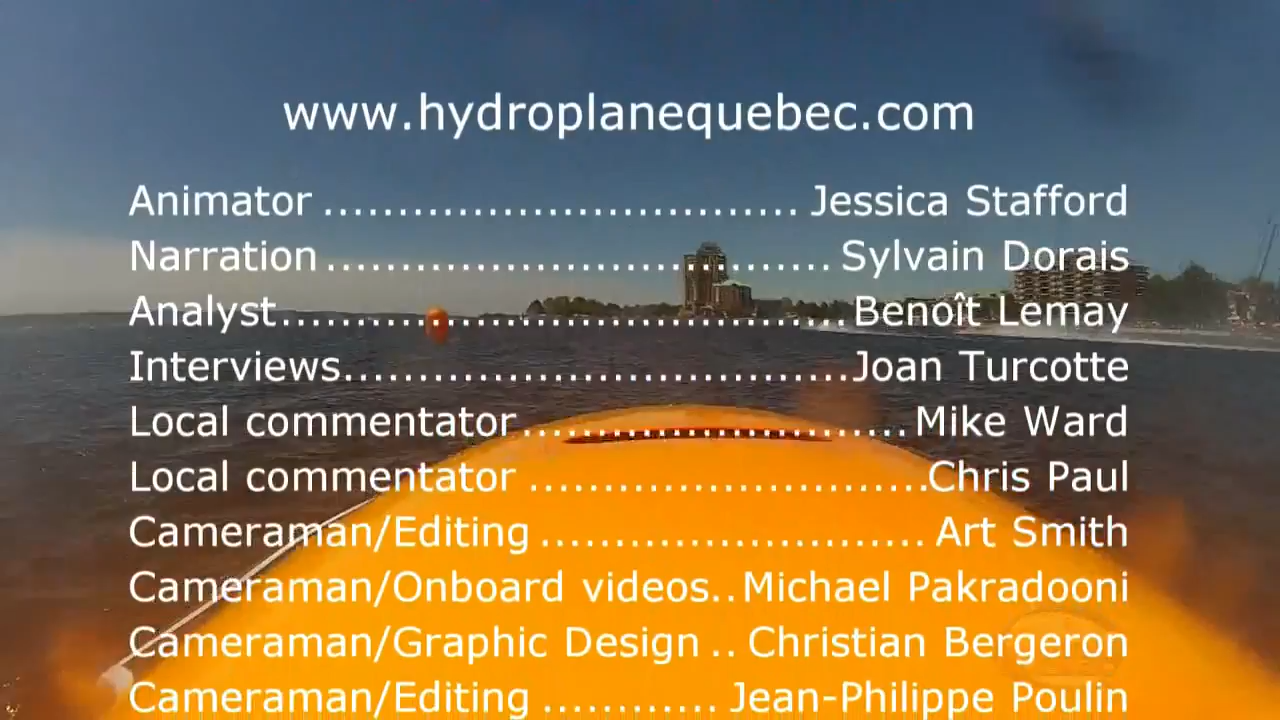 www.hydroplanequebec.com
Animator ................................ Jessica Stafford
Narration .................................. Sylvain Dorais
Analyst...................................... Benoît Lemay
Interviews..................................Joan Turcotte
Local commentator .......................... Mike Ward
Local commentator ...........................Chris Paul
Cameraman/Editing .......................... Art Smith
Cameraman/Onboard videos.. Michael Pakradooni
Cameraman/Graphic Design .. Christian Bergeron
Cameraman/Editing ............ Jean-Philippe Poulin